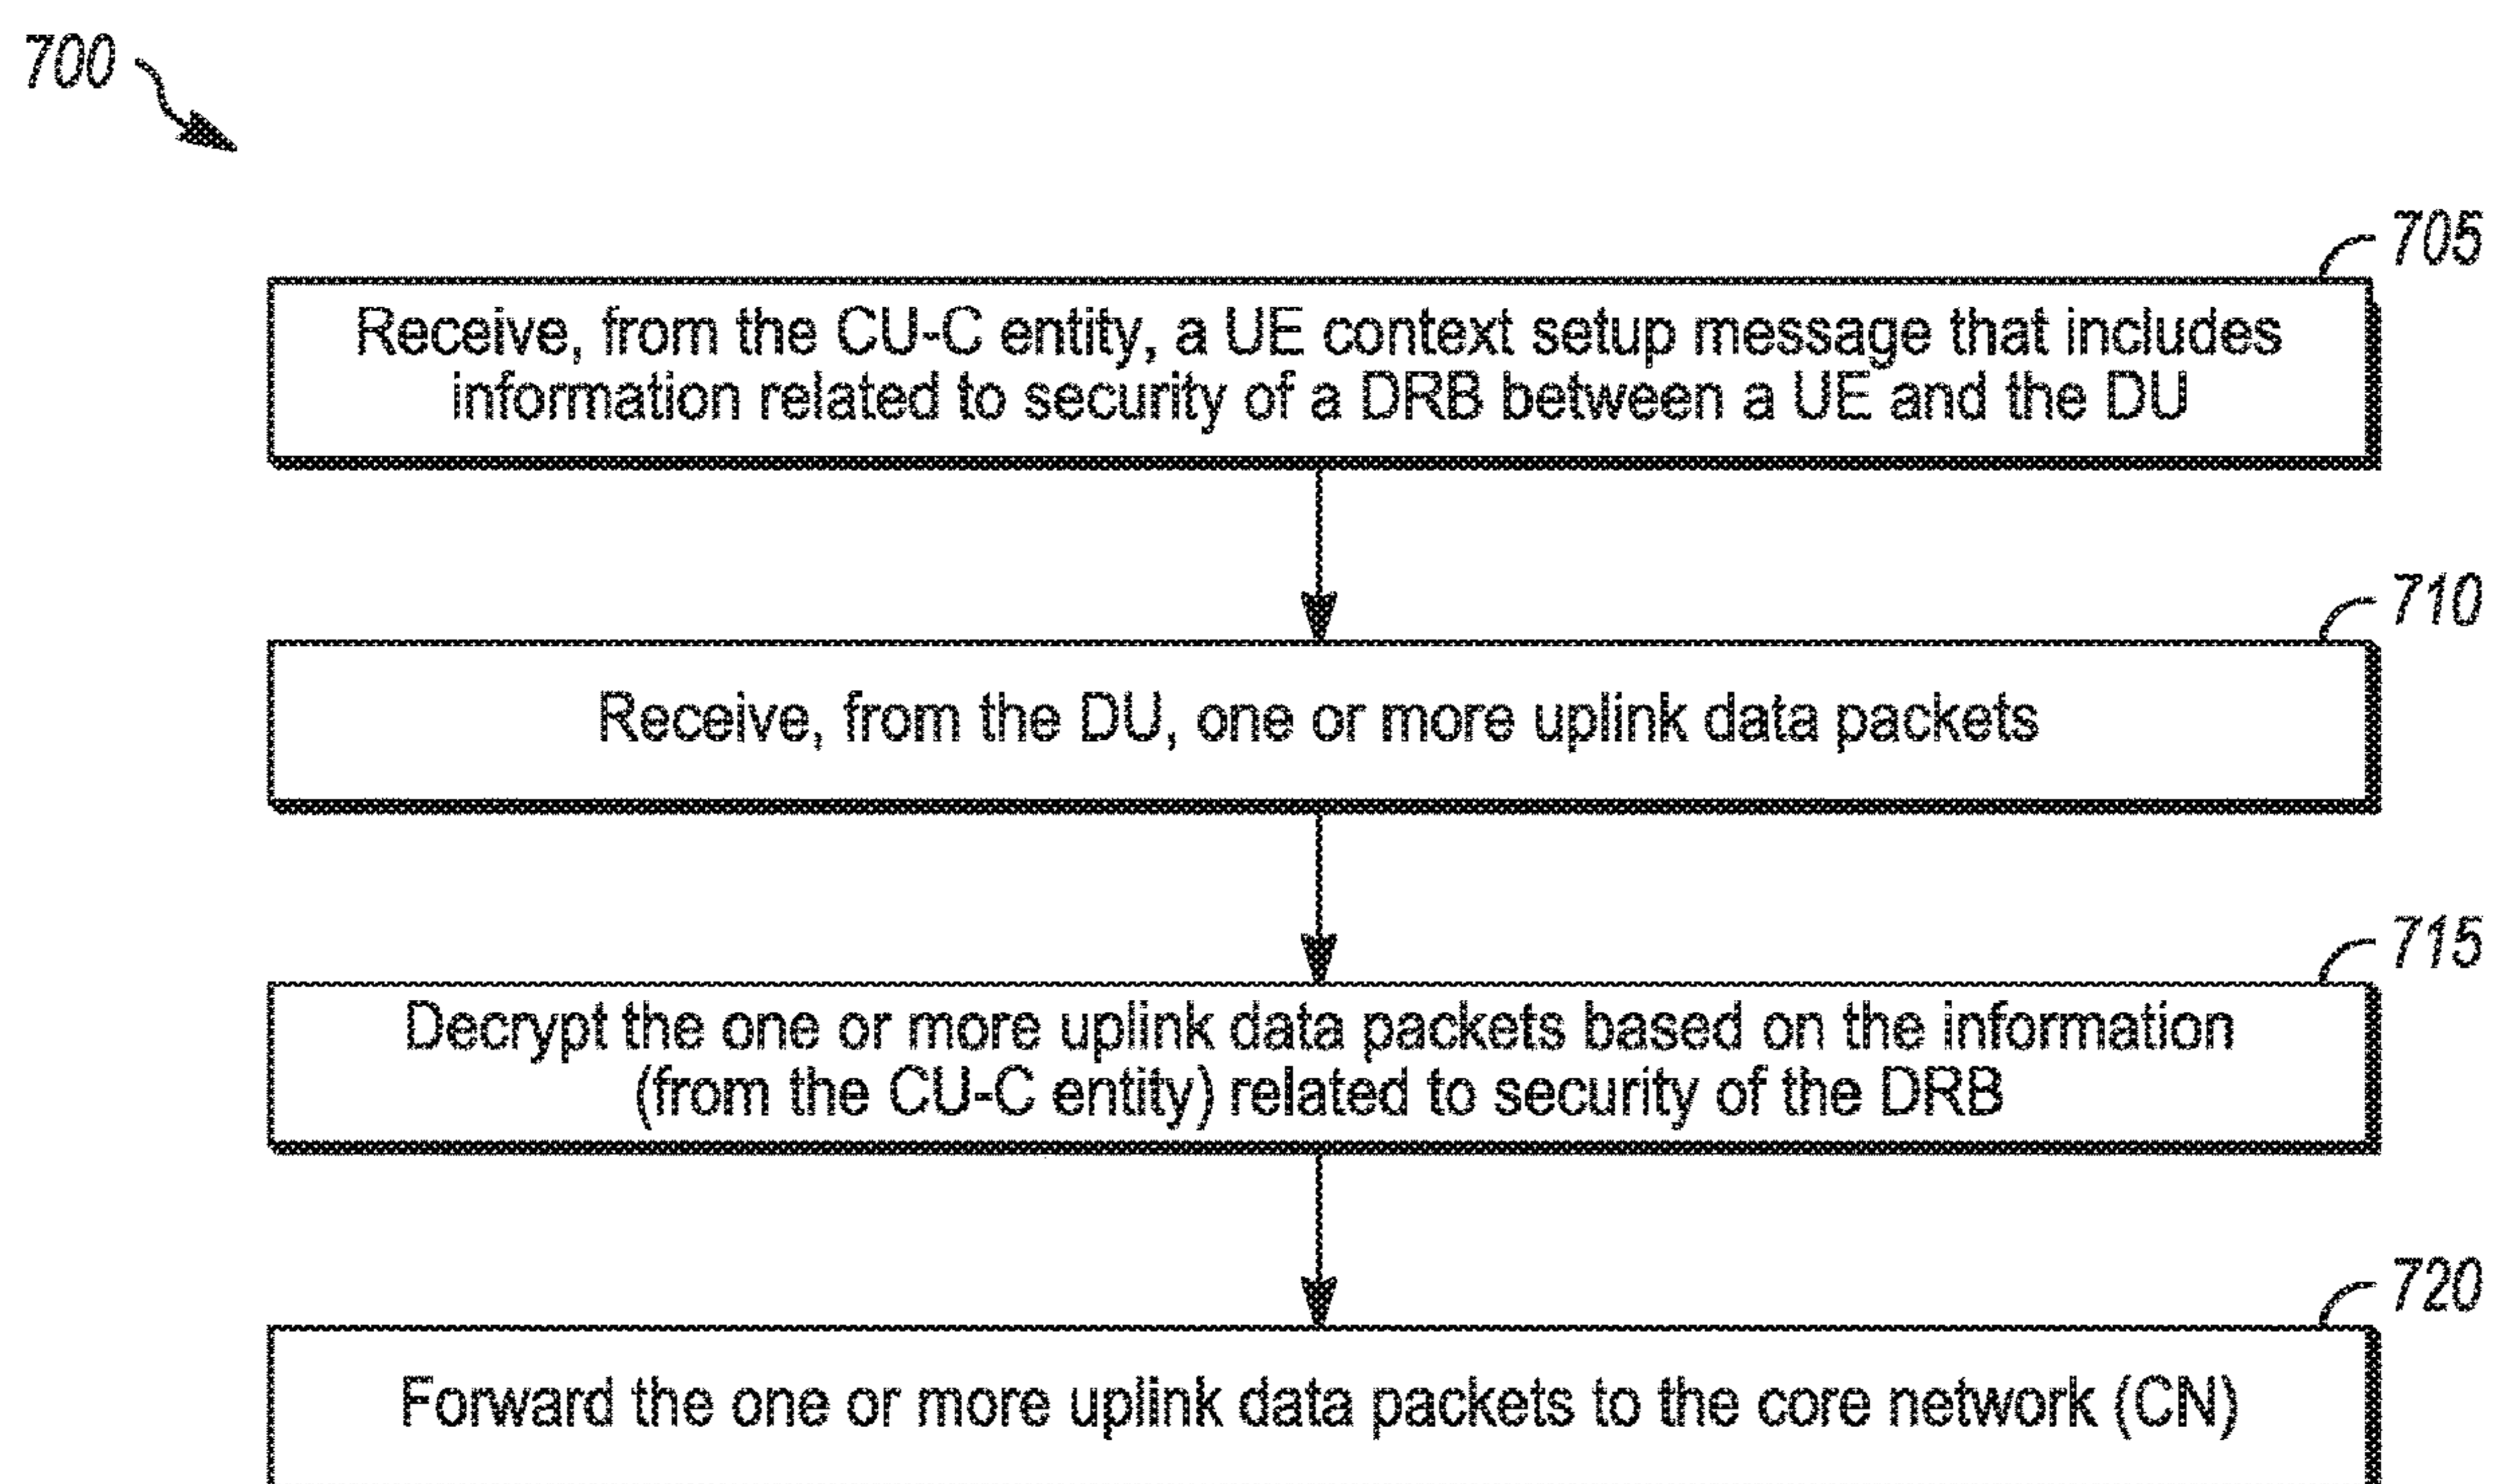 700
705
Receive, from the CU-C entity, a UE context setup message that includes
information related to security of a DRB between a UE and the DU
710
Receive, from the DU, one or more uplink data packets
715
Decrypt the one or more uplink data packets based on the information
(from the CU-C entity) related to security of the DRB
720
Forward the one or more uplink data packets to the core network (CN)